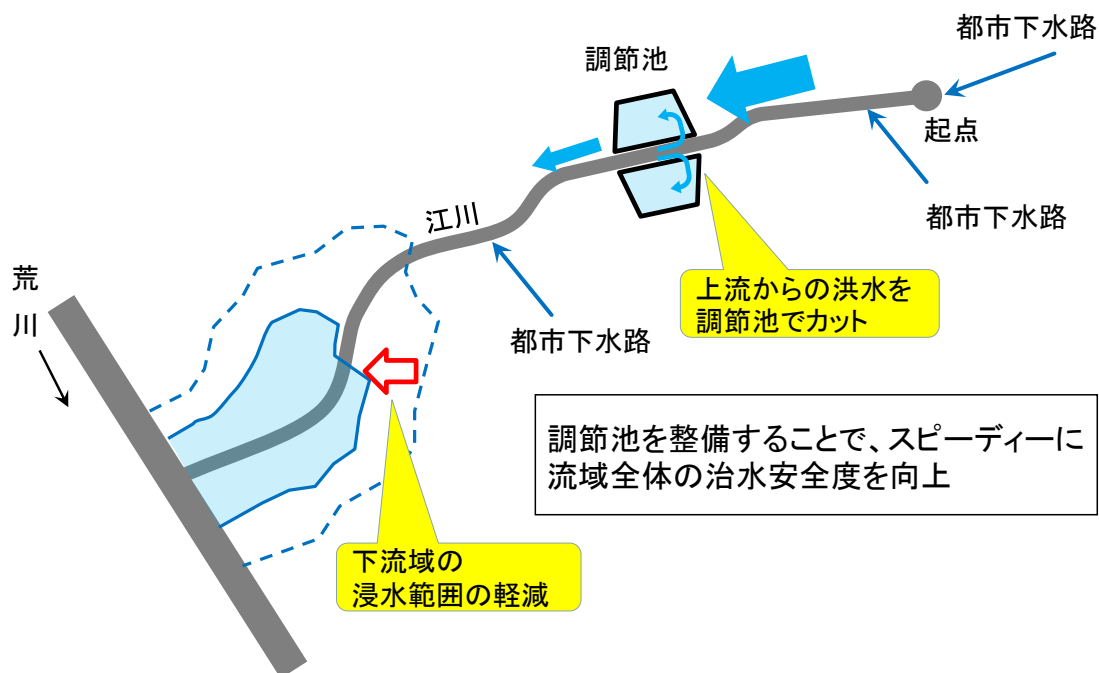 都市下水路
調節池
起点
都市下水路
江川
荒
川
上流からの洪水を
調節池でカット
都市下水路
調節池を整備することで、スピーディーに
流域全体の治水安全度を向上
下流域の
浸水範囲の軽減